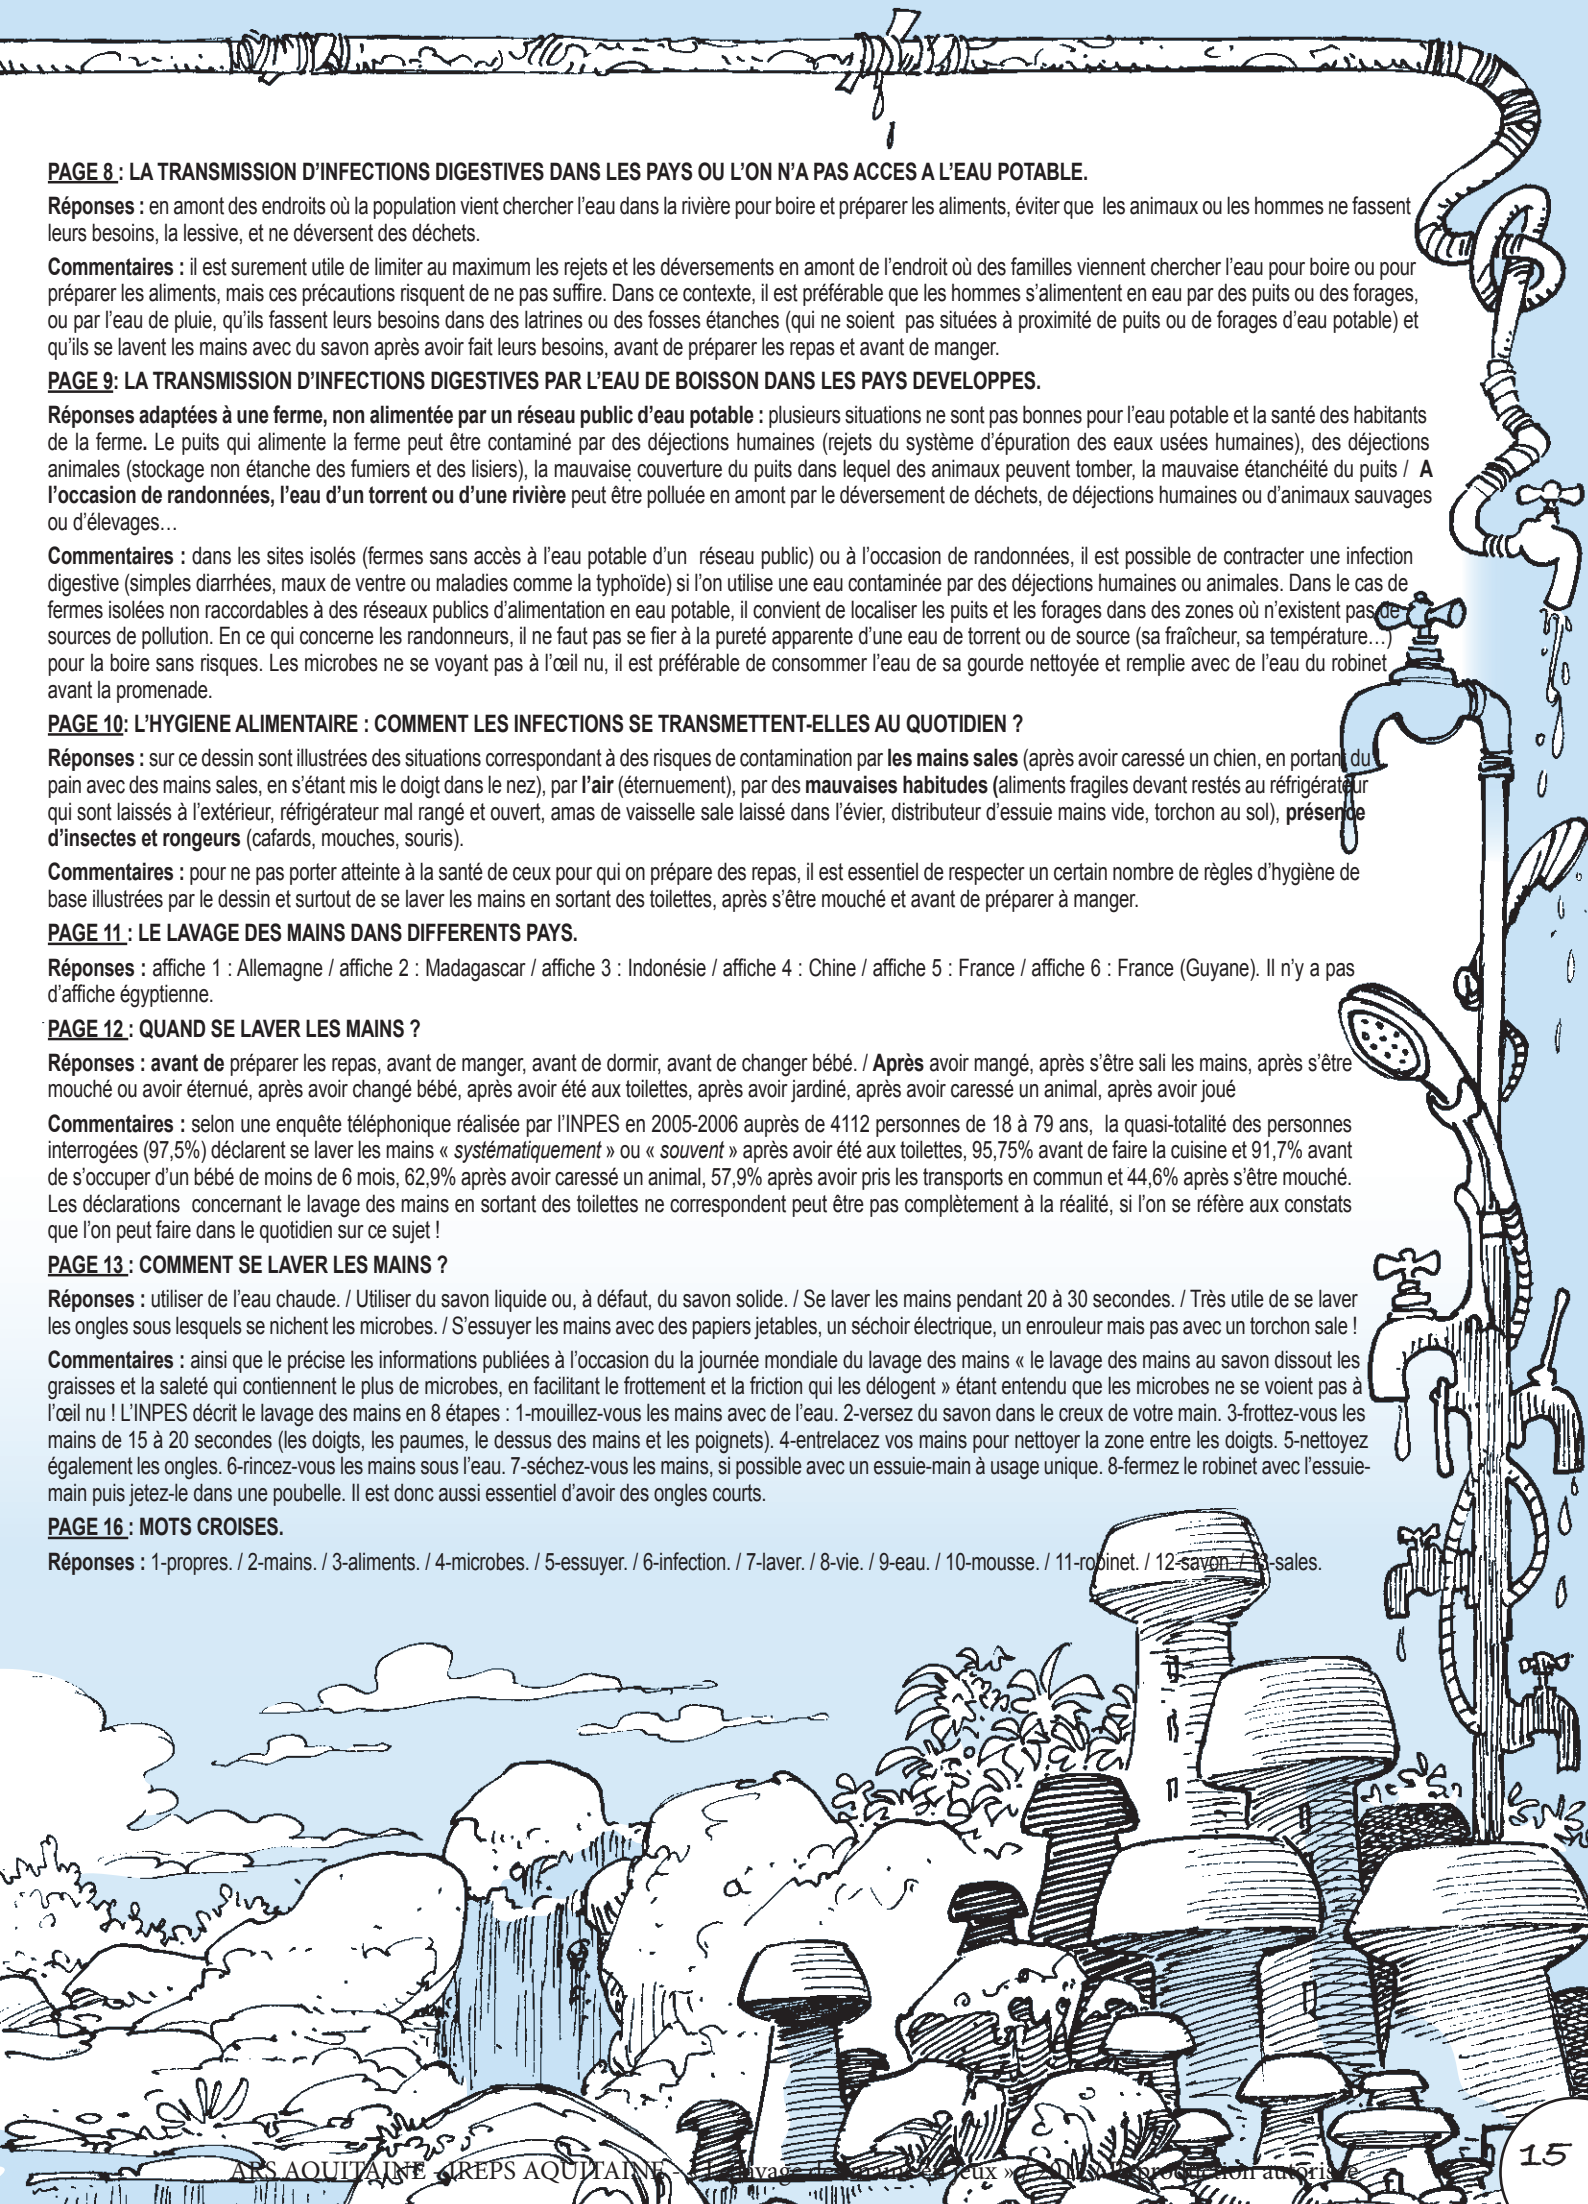 PAGE 8 : LA TRANSMISSION D'INFECTIONS DIGESTIVES DANS LES PAYS OU L'ON N'A PAS ACCES A L'EAU POTABLE.
Réponses : en amont des endroits où la population vient chercher l'eau dans la rivière pour boire et préparer les aliments, éviter que les animaux ou les hommes ne fassent
leurs besoins, la lessive, et ne déversent des déchets.
Commentaires : il est surement utile de limiter au maximum les rejets et les déversements en amont de l'endroit où des familles viennent chercher l'eau pour boire ou pour
préparer les aliments, mais ces précautions risquent de ne pas suffire. Dans ce contexte, il est préférable que les hommes s'alimentent en eau par des puits ou des forages,
ou par l'eau de pluie, qu'ils fassent leurs besoins dans des latrines ou des fosses étanches (qui ne soient pas situées à proximité de puits ou de forages d'eau potable) et
qu'ils se lavent les mains avec du savon après avoir fait leurs besoins, avant de préparer les repas et avant de manger.
PAGE 9: LA TRANSMISSION D'INFECTIONS DIGESTIVES PAR L'EAU DE BOISSON DANS LES PAYS DEVELOPPES.
Réponses adaptées à une ferme, non alimentée par un réseau public d'eau potable : plusieurs situations ne sont pas bonnes pour l'eau potable et la santé des habitants
de la ferme. Le puits qui alimente la ferme peut être contaminé par des déjections humaines (rejets du système d'épuration des eaux usées humaines), des déjections
animales (stockage non étanche des fumiers et des lisiers), la mauvaise couverture du puits dans lequel des animaux peuvent tomber, la mauvaise étanchéité du puits / A
l'occasion de randonnées, l'eau d'un torrent ou d'une rivière peut être polluée en amont par le déversement de déchets, de déjections humaines ou d'animaux sauvages
ou d'élevages…
Commentaires : dans les sites isolés (fermes sans accès à l'eau potable d'un réseau public) ou à l'occasion de randonnées, il est possible de contracter une infection
digestive (simples diarrhées, maux de ventre ou maladies comme la typhoïde) si l'on utilise une eau contaminée par des déjections humaines ou animales. Dans le cas de
fermes isolées non raccordables à des réseaux publics d'alimentation en eau potable, il convient de localiser les puits et les forages dans des zones où n'existent pas de
sources de pollution. En ce qui concerne les randonneurs, il ne faut pas se fier à la pureté apparente d'une eau de torrent ou de source (sa fraîcheur, sa température…)
pour la boire sans risques. Les microbes ne se voyant pas à l'œil nu, il est préférable de consommer l'eau de sa gourde nettoyée et remplie avec de l'eau du robinet
avant la promenade.
PAGE 10: L'HYGIENE ALIMENTAIRE : COMMENT LES INFECTIONS SE TRANSMETTENT-ELLES AU QUOTIDIEN ?
Réponses : sur ce dessin sont illustrées des situations correspondant à des risques de contamination par les mains sales (après avoir caressé un chien, en portant du
pain avec des mains sales, en s'étant mis le doigt dans le nez), par l'air (éternuement), par des mauvaises habitudes (aliments fragiles devant restés au réfrigérateur
qui sont laissés à l'extérieur, réfrigérateur mal rangé et ouvert, amas de vaisselle sale laissé dans l'évier, distributeur d'essuie mains vide, torchon au sol), présence
d'insectes et rongeurs (cafards, mouches, souris).
Commentaires : pour ne pas porter atteinte à la santé de ceux pour qui on prépare des repas, il est essentiel de respecter un certain nombre de règles d'hygiène de
base illustrées par le dessin et surtout de se laver les mains en sortant des toilettes, après s'être mouché et avant de préparer à manger.
PAGE 11 : LE LAVAGE DES MAINS DANS DIFFERENTS PAYS.
Réponses : affiche 1 : Allemagne / affiche 2 : Madagascar / affiche 3 : Indonésie / affiche 4 : Chine / affiche 5 : France / affiche 6 : France (Guyane). Il n'y a pas
d'affiche égyptienne.
PAGE 12 : QUAND SE LAVER LES MAINS ?
Réponses : avant de préparer les repas, avant de manger, avant de dormir, avant de changer bébé. / Après avoir mangé, après s'être sali les mains, après s'être
mouché ou avoir éternué, après avoir changé bébé, après avoir été aux toilettes, après avoir jardiné, après avoir caressé un animal, après avoir joué
Commentaires : selon une enquête téléphonique réalisée par l'INPES en 2005-2006 auprès de 4112 personnes de 18 à 79 ans, la quasi-totalité des personnes
interrogées (97,5%) déclarent se laver les mains « systématiquement » ou « souvent » après avoir été aux toilettes, 95,75% avant de faire la cuisine et 91,7% avant
de s'occuper d'un bébé de moins de 6 mois, 62,9% après avoir caressé un animal, 57,9% après avoir pris les transports en commun et 44,6% après s'être mouché.
Les déclarations concernant le lavage des mains en sortant des toilettes ne correspondent peut être pas complètement à la réalité, si l'on se réfère aux constats
que l'on peut faire dans le quotidien sur ce sujet !
PAGE 13 : COMMENT SE LAVER LES MAINS ?
Réponses : utiliser de l'eau chaude. / Utiliser du savon liquide ou, à défaut, du savon solide. / Se laver les mains pendant 20 à 30 secondes. / Très utile de se laver
les ongles sous lesquels se nichent les microbes. / S'essuyer les mains avec des papiers jetables, un séchoir électrique, un enrouleur mais pas avec un torchon sale !
Commentaires : ainsi que le précise les informations publiées à l'occasion du la journée mondiale du lavage des mains « le lavage des mains au savon dissout les
graisses et la saleté qui contiennent le plus de microbes, en facilitant le frottement et la friction qui les délogent » étant entendu que les microbes ne se voient pas à
l'œil nu ! L'INPES décrit le lavage des mains en 8 étapes : 1-mouillez-vous les mains avec de l'eau. 2-versez du savon dans le creux de votre main. 3-frottez-vous les
mains de 15 à 20 secondes (les doigts, les paumes, le dessus des mains et les poignets). 4-entrelacez vos mains pour nettoyer la zone entre les doigts. 5-nettoyez
également les ongles. 6-rincez-vous les mains sous l'eau. 7-séchez-vous les mains, si possible avec un essuie-main à usage unique. 8-fermez le robinet avec l'essuie-
main puis jetez-le dans une poubelle. Il est donc aussi essentiel d'avoir des ongles courts.
PAGE 16 : MOTS CROISES.
Réponses : 1-propres. / 2-mains. / 3-aliments. / 4-microbes. / 5-essuyer. / 6-infection. / 7-laver. / 8-vie. / 9-eau. / 10-mousse. / 11-robinet. / 12-savon. / 13-sales.
ARS AQUITAINE - IREPS AQUITAINE - lavage des mains en jeux » / reproduction autorisée
15